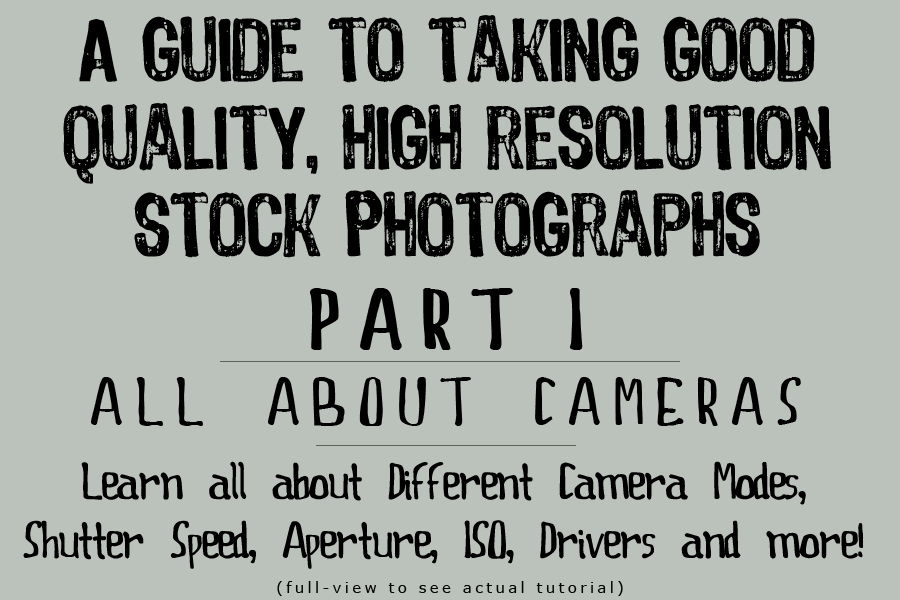 A GUIDE TO TAKING GOOD
QUALITY, HIGH RESOLUTION
STOCK PHOTOGRAPHS
PART I
ALL ABOUT CAMERAS
Learn all about Different Camera Modes,
Shutter Speed, Aperture, ISO, Drivers and more!
(full-view to see actual tutorial)